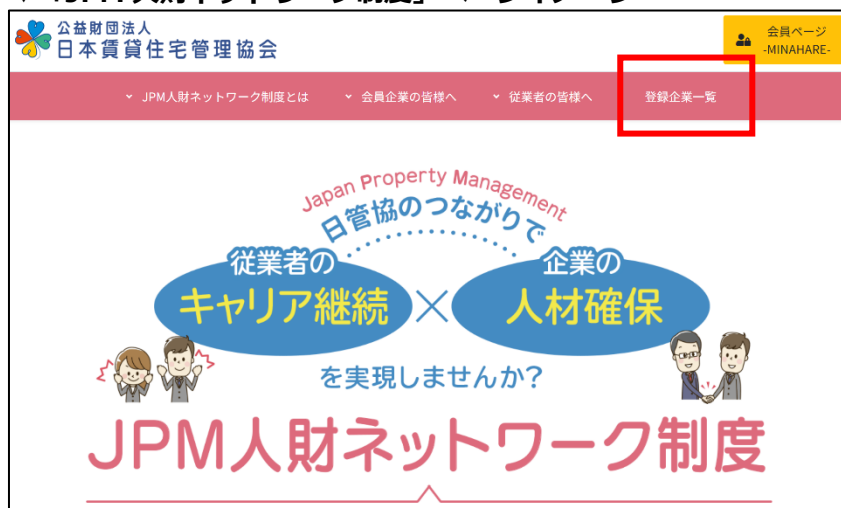 公益財団法人
日本賃貸住宅管理協会
会員ページ
-MINAHARE-
JPM人財ネットワーク制度とは
会員企業の皆様へ
従業者の皆様へ
登録企業一覧
Japan Property Management
日管協のつながりで
従業者の
キャリア継続
×
企業の
人材確保
を実現しませんか?
JPM人財ネットワーク制度